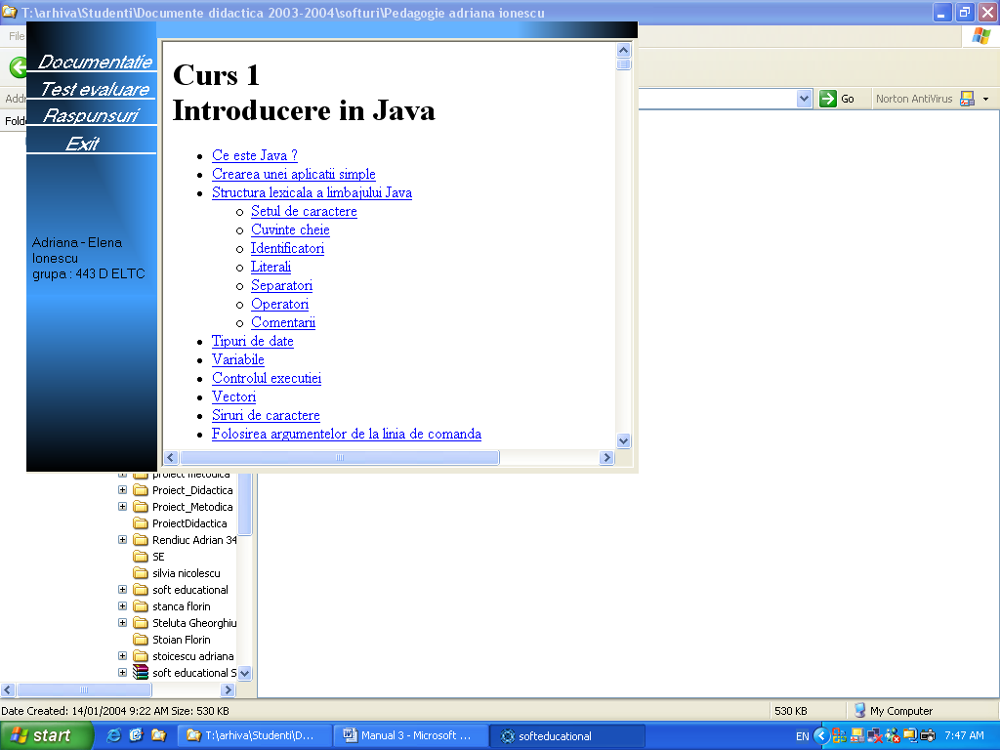 T:\arhiva\Studenti\Documente didactica 2003-2004\softuri\Pedagogie adriana ionescu
File
Documentatie
Test evaluare
Raspunsuri
Exit
Adriana - Elena
Ionescu
grupa : 443 D ELTC
Curs 1
Introducere in Java
Ce este Java ?
Crearea unei aplicatii simple
Structura lexicala a limbajului Java
Setul de caractere
Cuvinte cheie
Identificatori
Literali
Separatori
Operatori
Comentarii
Tipuri de date
Variabile
Controlul executiei
Vectori
Siruri de caractere
Folosirea argumentelor de la linia de comanda
Go
Norton AntiVirus
proiect metodica
Proiect_Didactica
Proiect_Metodica
ProiectDidactica
Rendiuc Adrian 34
SE
silvia nicolescu
soft educational
stanca florin
Steluta Gheorghiu
Stoian Florin
stoicescu adriana
soft educational S
Date Created: 14/01/2004 9:22 AM Size: 530 KB
530 KB
My Computer
start
T:\arhiva\Studenti\D...
Manual 3 - Microsoft ...
softeducational
EN
7:47 AM